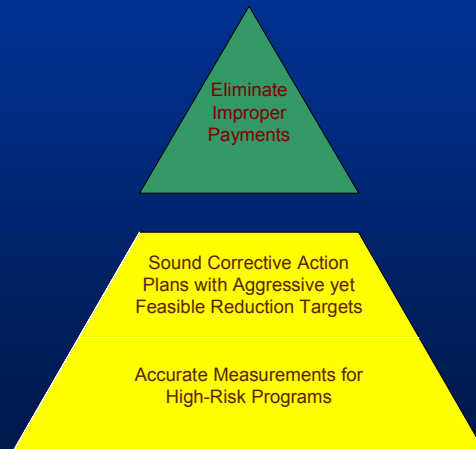 Eliminate
Improper
Payments
Sound Corrective Action
Plans with Aggressive yet
Feasible Reduction Targets
Accurate Measurements for
High-Risk Programs